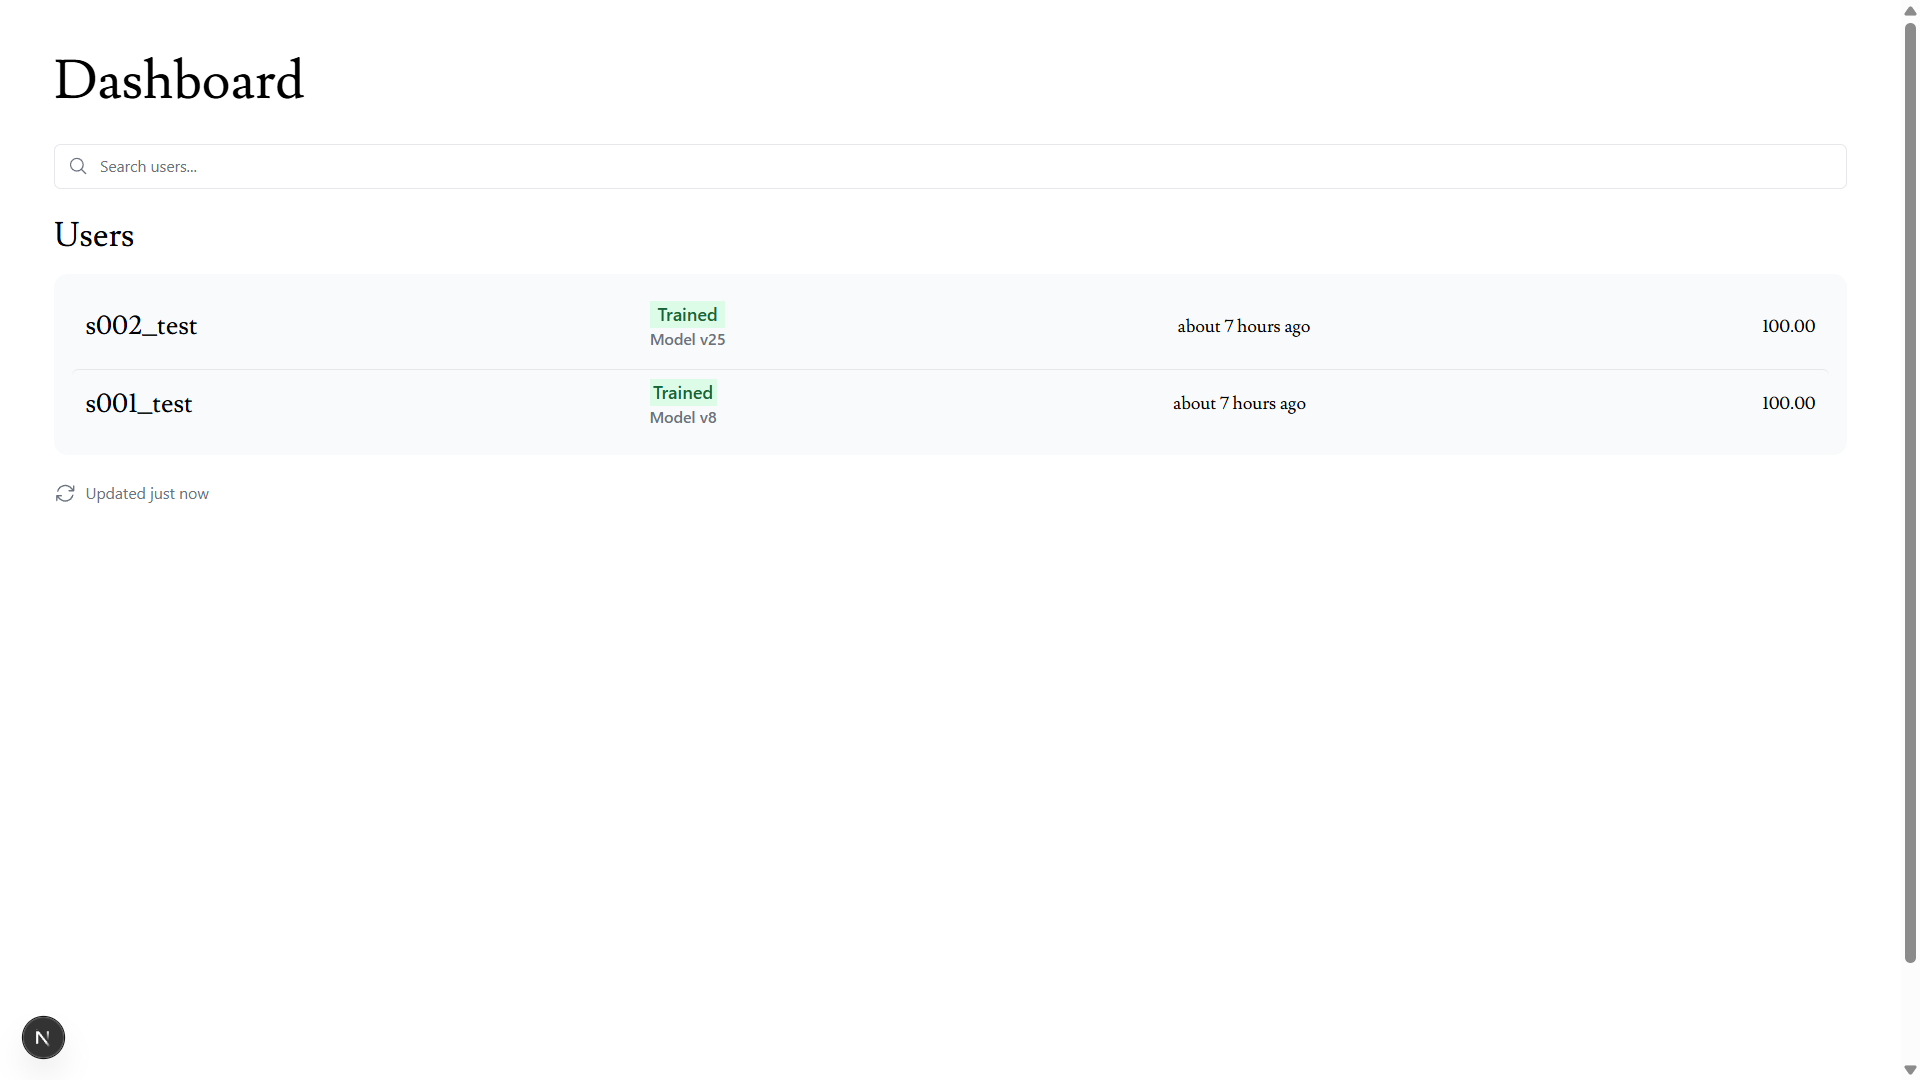 Dashboard
Search users...
Users
s002_test
Trained
Model v25
about 7 hours ago
100.00
s001_test
Trained
Model v8
about 7 hours ago
100.00
Updated just now
N